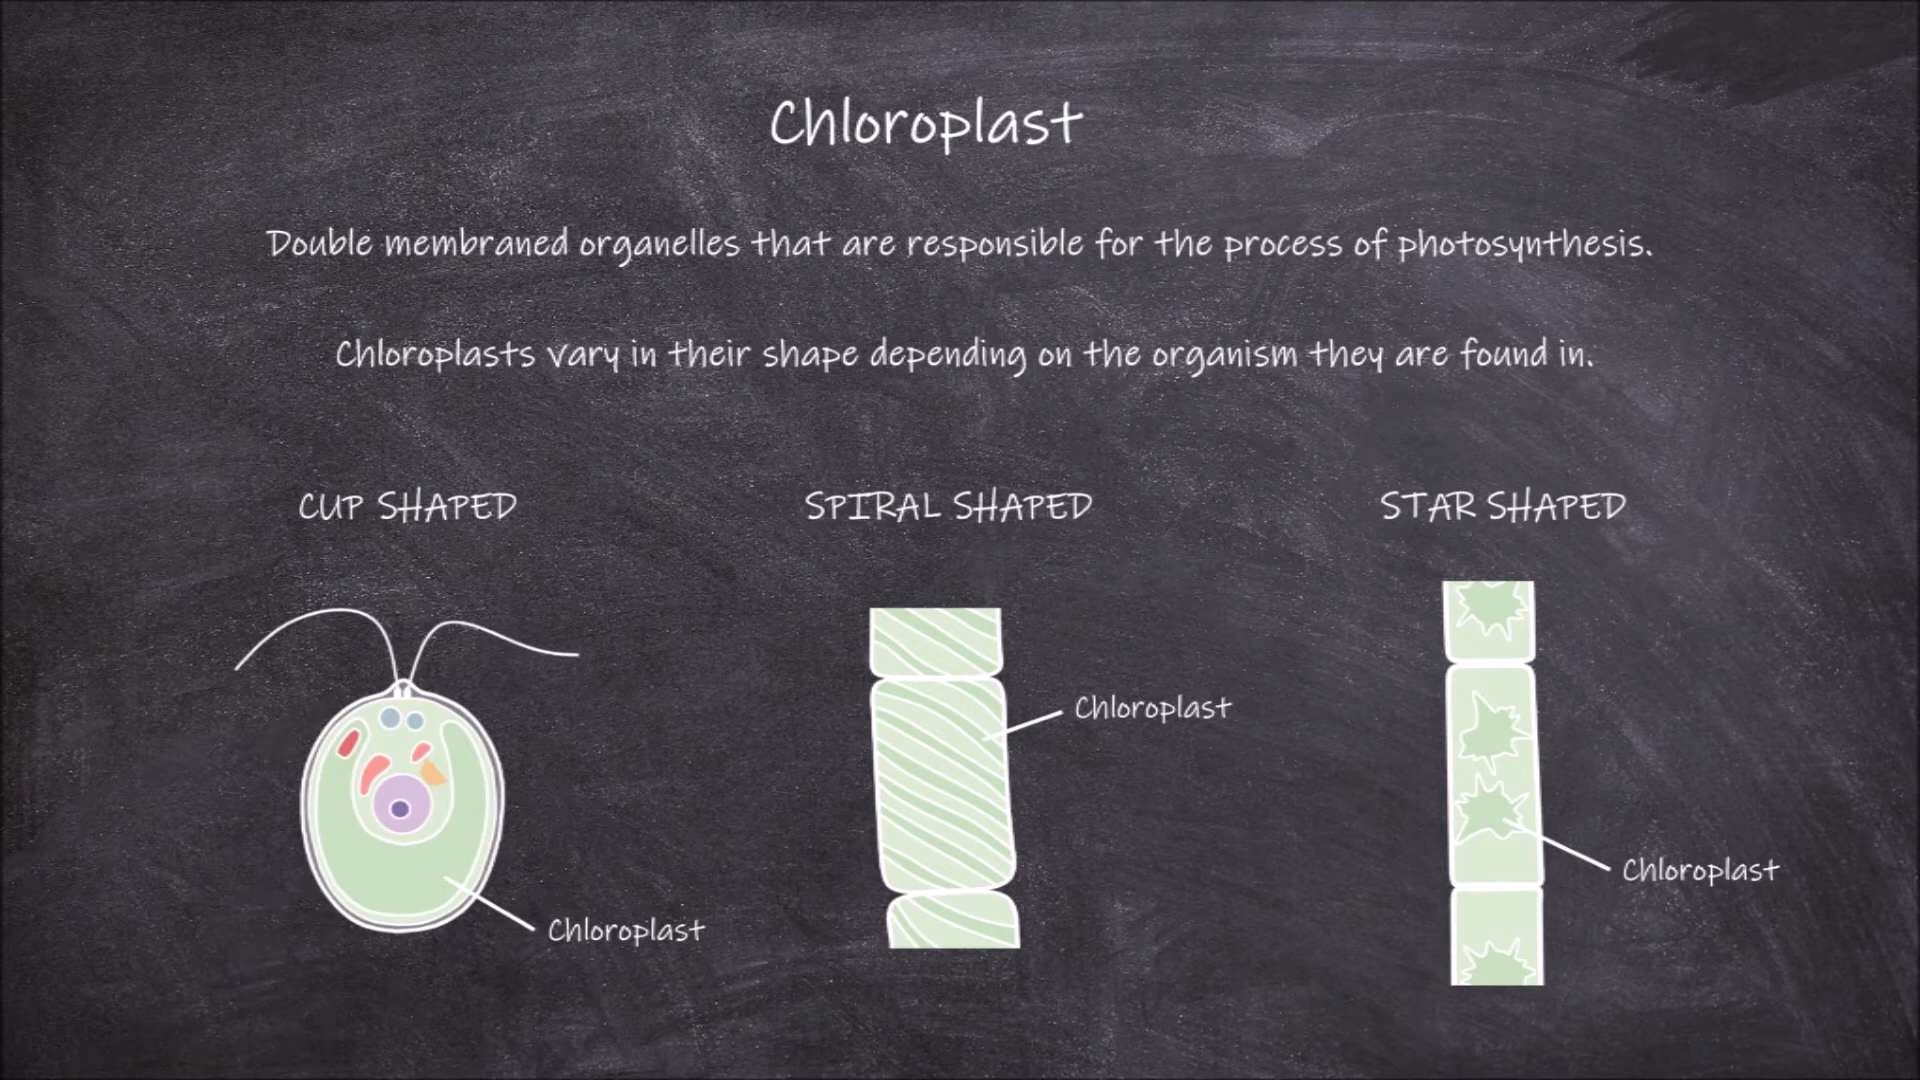 Chloroplast
Double membraned organelles that are responsible for the process of photosynthesis.
Chloroplasts vary in their shape depending on the organism they are found in.
CUP SHAPED
SPIRAL SHAPED
STAR SHAPED
Chloroplast
Chloroplast
Chloroplast